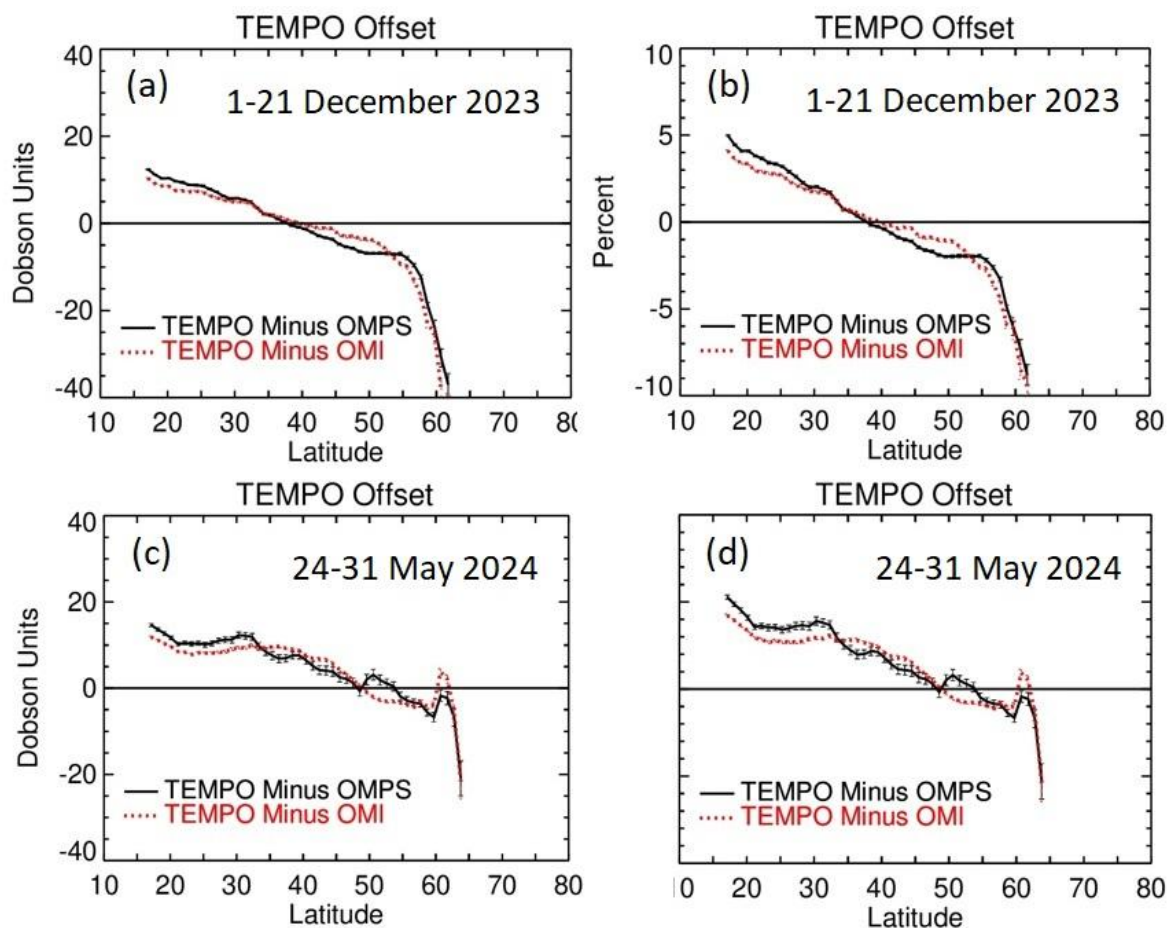 TEMPO Offset
40
(a)
1-21 December 2023
20
0
-20
-40
Dobson Units
TEMPO Minus OMPS
TEMPO Minus OMI
10 20 30 40 50 60 70
Latitude
TEMPO Offset
10
(b)
1-21 December 2023
5
0
-5
-10
Percent
TEMPO Minus OMPS
TEMPO Minus OMI
10 20 30 40 50 60 70 80
Latitude
TEMPO Offset
40
(c)
24-31 May 2024
20
0
-20
-40
Dobson Units
TEMPO Minus OMPS
TEMPO Minus OMI
10 20 30 40 50 60 70 80
Latitude
TEMPO Offset
(d)
24-31 May 2024
TEMPO Minus OMPS
TEMPO Minus OMI
20 30 40 50 60 70 80
Latitude